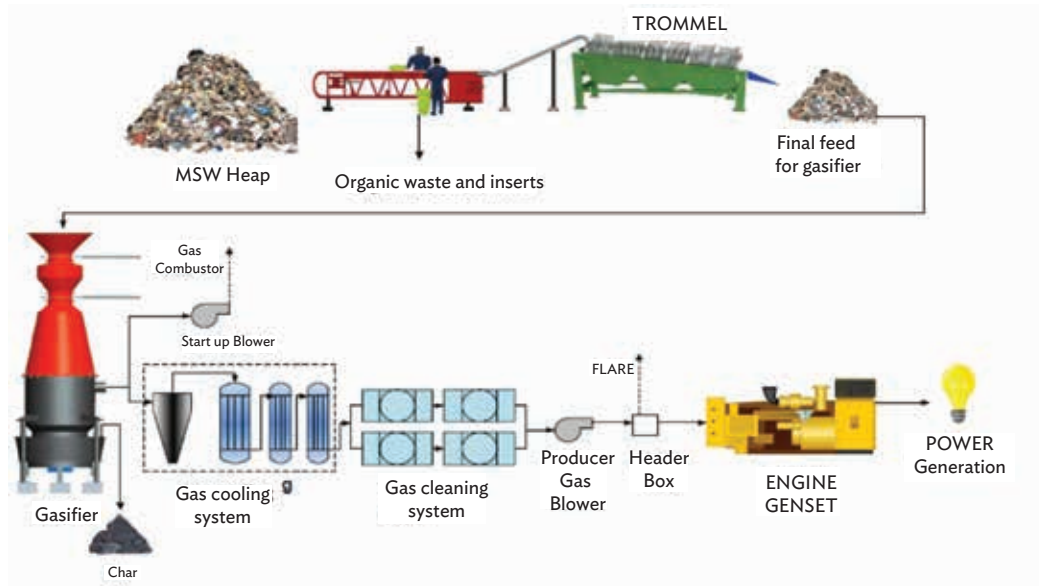 TROMMEL
MSW Heap
Organic waste and inserts
Final feed
for gasifier
Gas
Combustor
Start up Blower
FLARE
POWER
Generation
Producer
Gas
Blower
Header
Box
ENGINE
GENSET
Gas cooling
system
Gas cleaning
system
Gasifier
Char